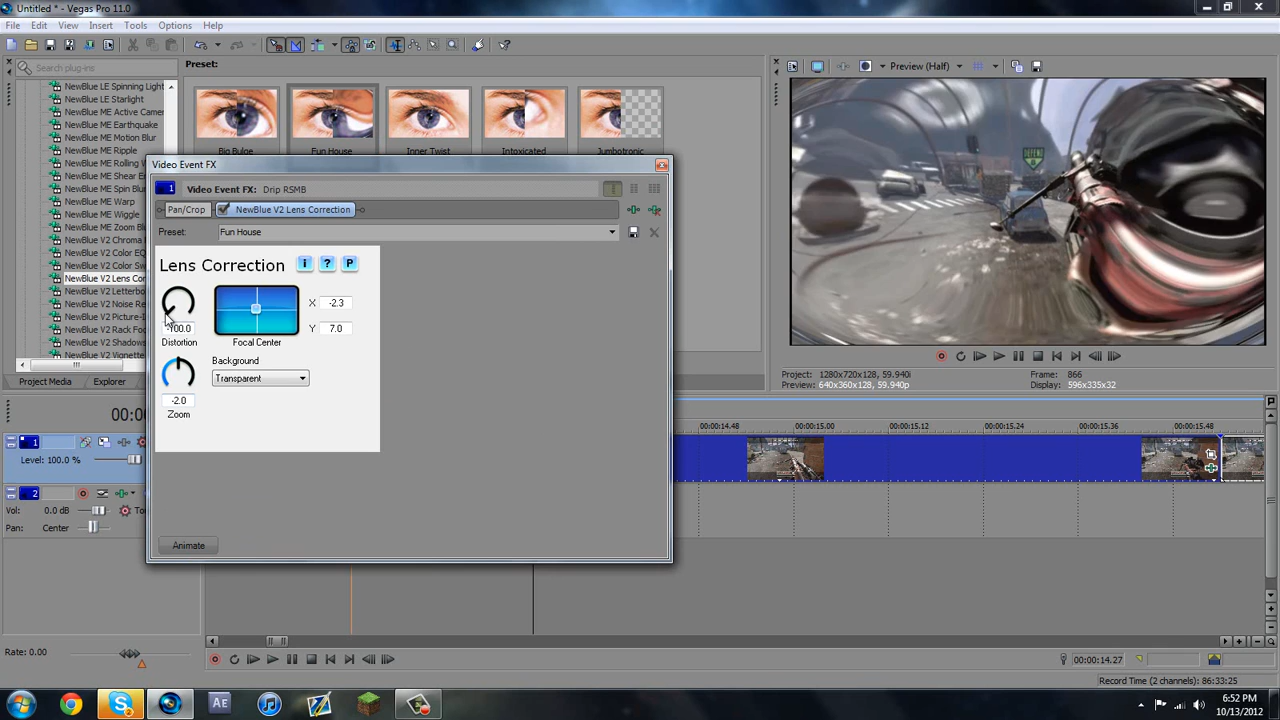 Untitled * - Vegas Pro 11.0
File Edit View Insert Tools Options Help
Search plug-ins
Preset:
Preview (Half)
NewBlue LE Spinning Light
NewBlue LE Starlight
NewBlue ME Active Camera
NewBlue ME Earthquake
NewBlue ME Motion Blur
NewBlue ME Ripple
NewBlue ME Rolling W
NewBlue ME Shear E
NewBlue ME Spin Blur
NewBlue ME Warp
NewBlue ME Wiggle
NewBlue ME Zoom Bl
NewBlue V2 Chroma
NewBlue V2 Color EQ
NewBlue V2 Color Sw
NewBlue V2 Lens Cor
NewBlue V2 Letterbo
NewBlue V2 Noise Re
NewBlue V2 Picture-I
NewBlue V2 Rack Fo
NewBlue V2 Shadow
NewBlue V2 Vignette
Big Bulge
Fun House
Inner Twist
Intoxicated
Jumbotronic
Video Event FX
1 Video Event FX: Drip RSMB
Pan/Crop NewBlue V2 Lens Correction
Preset: Fun House
Lens Correction i ? P
X -2.3
-100.0 Y 7.0
Distortion Focal Center
Background
Transparent
-2.0
Zoom
Animate
DEFEND
Project: 1280x720x128, 59.940i
Preview: 640x360x128, 59.940p
Frame: 866
Display: 596x335x32
Project Media Explorer
00:00
00:00:14.48 00:00:15.00 00:00:15.12 00:00:15.24 00:00:15.36 00:00:15.48
1
Level: 100.0 %
2
Vol: 0.0 dB
Pan: Center
Rate: 0.00
00:00:14.27
Record Time (2 channels): 86:33:25
Ae
6:52 PM
10/13/2012